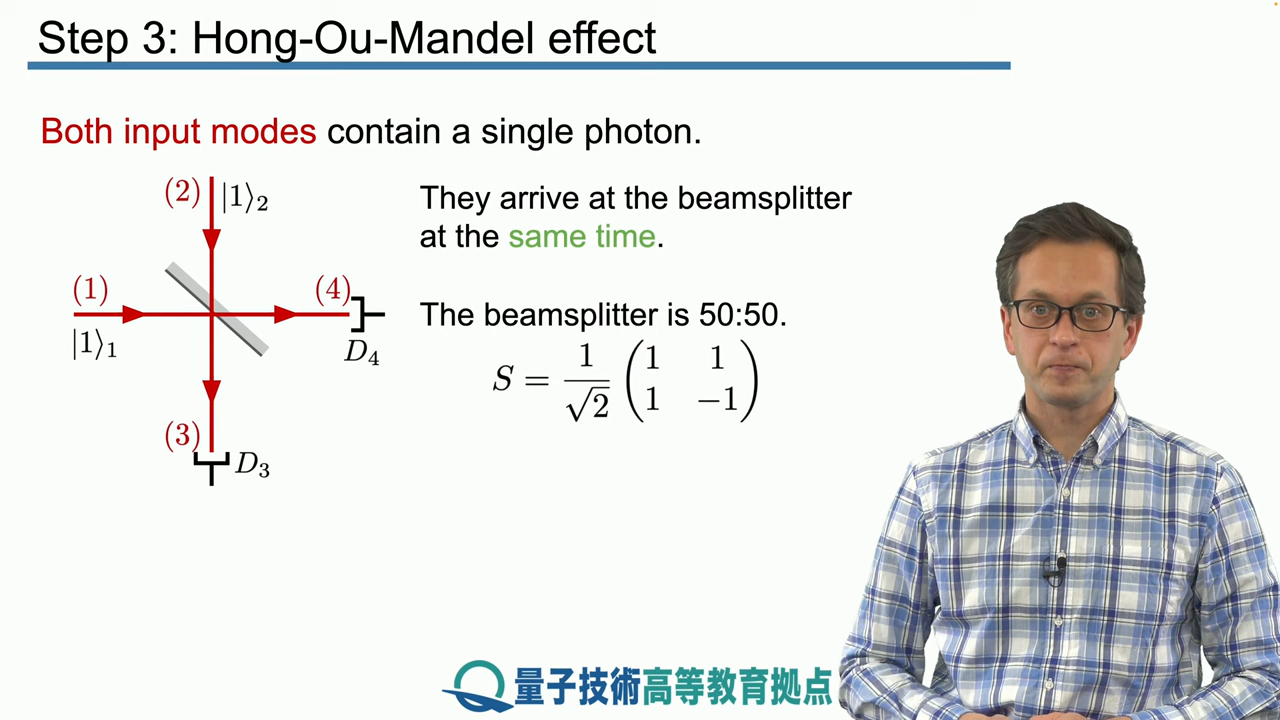 Step 3: Hong-Ou-Mandel effect
Both input modes contain a single photon.
(2) |1⟩₂
They arrive at the beamsplitter
at the same time.
(1) (4)
|1⟩₁ D₄
The beamsplitter is 50:50.
S = 1/√2 (1 1
1 −1)
(3) D₃
量子技術高等教育拠点